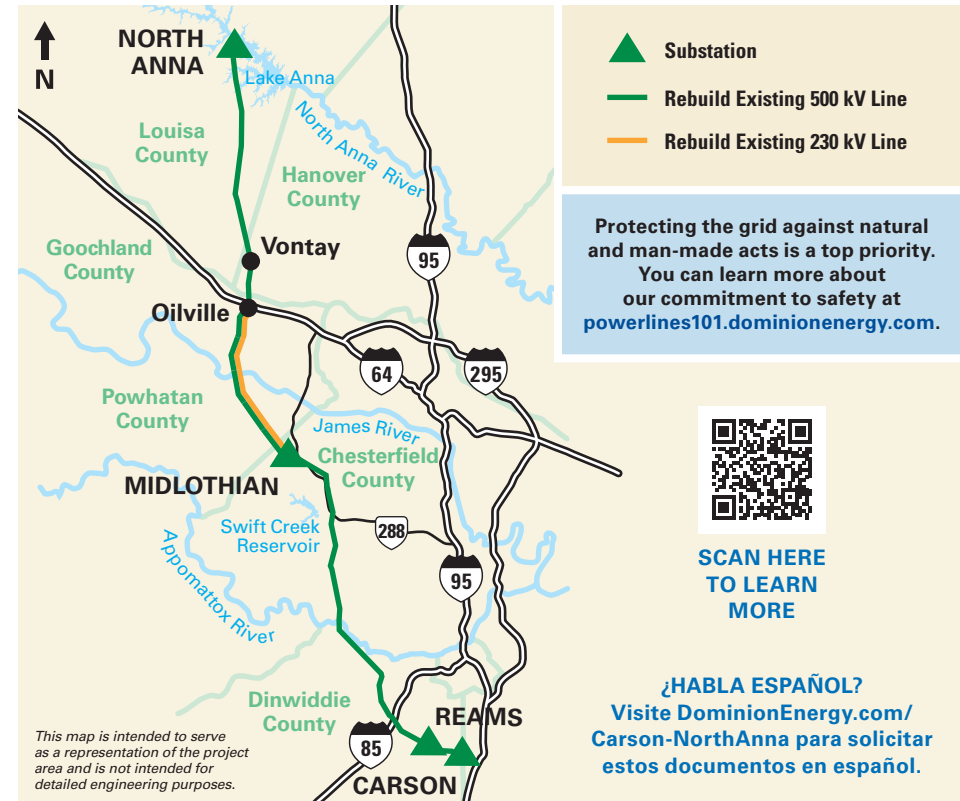 N
NORTH
ANNA
Lake Anna
Louisa
County
North Anna River
Hanover
County
95
Goochland
County
Vontay
Oilville
64
295
Powhatan
County
James River
Chesterfield
County
MIDLOTHIAN
Swift Creek
Reservoir
288
Appomattox River
95
Dinwiddie
County
REAMS
85
CARSON
This map is intended to serve
as a representation of the project
area and is not intended for
detailed engineering purposes.
Substation
Rebuild Existing 500 kV Line
Rebuild Existing 230 kV Line
Protecting the grid against natural
and man-made acts is a top priority.
You can learn more about
our commitment to safety at
powerlines101.dominionenergy.com.
SCAN HERE
TO LEARN
MORE
¿HABLA ESPAÑOL?
Visite DominionEnergy.com/
Carson-NorthAnna para solicitar
estos documentos en español.